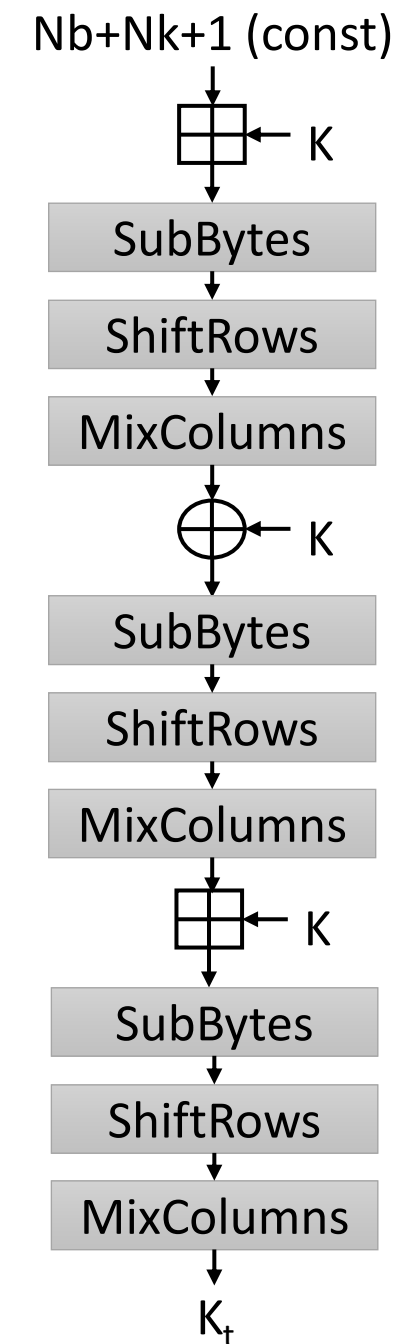 Nb+Nk+1 (const)
K
SubBytes
ShiftRows
MixColumns
K
SubBytes
ShiftRows
MixColumns
K
SubBytes
ShiftRows
MixColumns
Kt